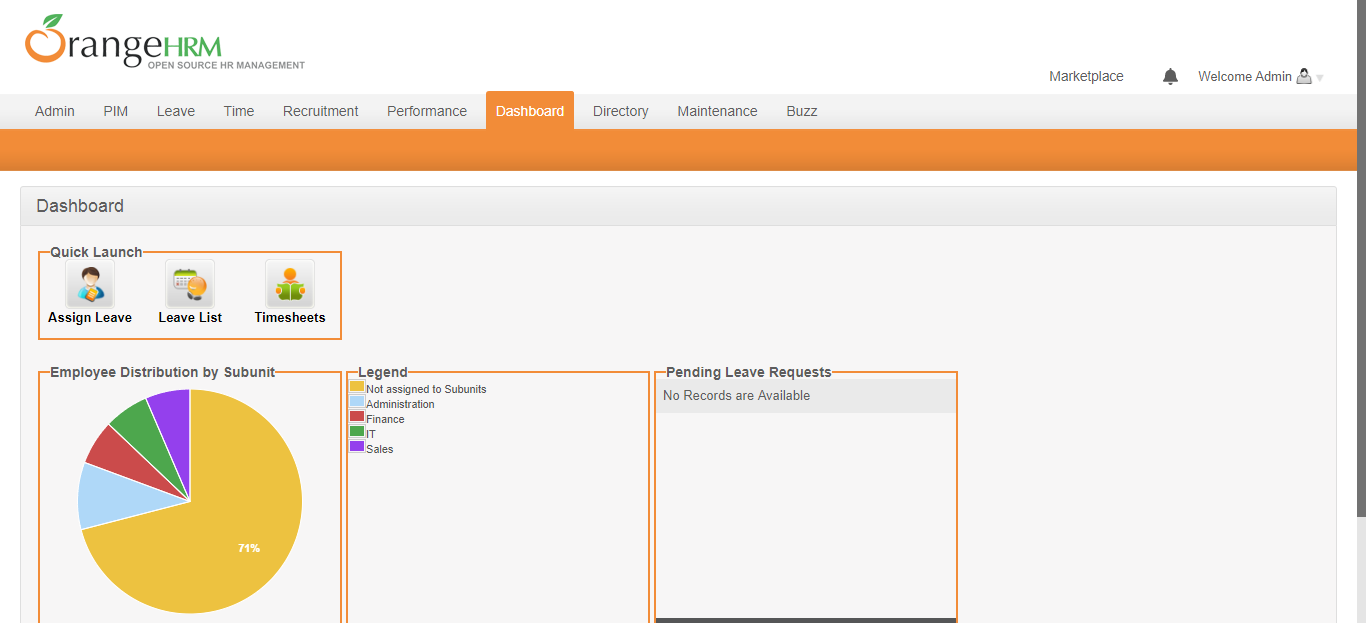 OrangeHRM
OPEN SOURCE HR MANAGEMENT
Marketplace Welcome Admin
Admin PIM Leave Time Recruitment Performance Dashboard Directory Maintenance Buzz
Dashboard
Quick Launch
Assign Leave Leave List Timesheets
Employee Distribution by Subunit
71%
Legend
Not assigned to Subunits
Administration
Finance
IT
Sales
Pending Leave Requests
No Records are Available